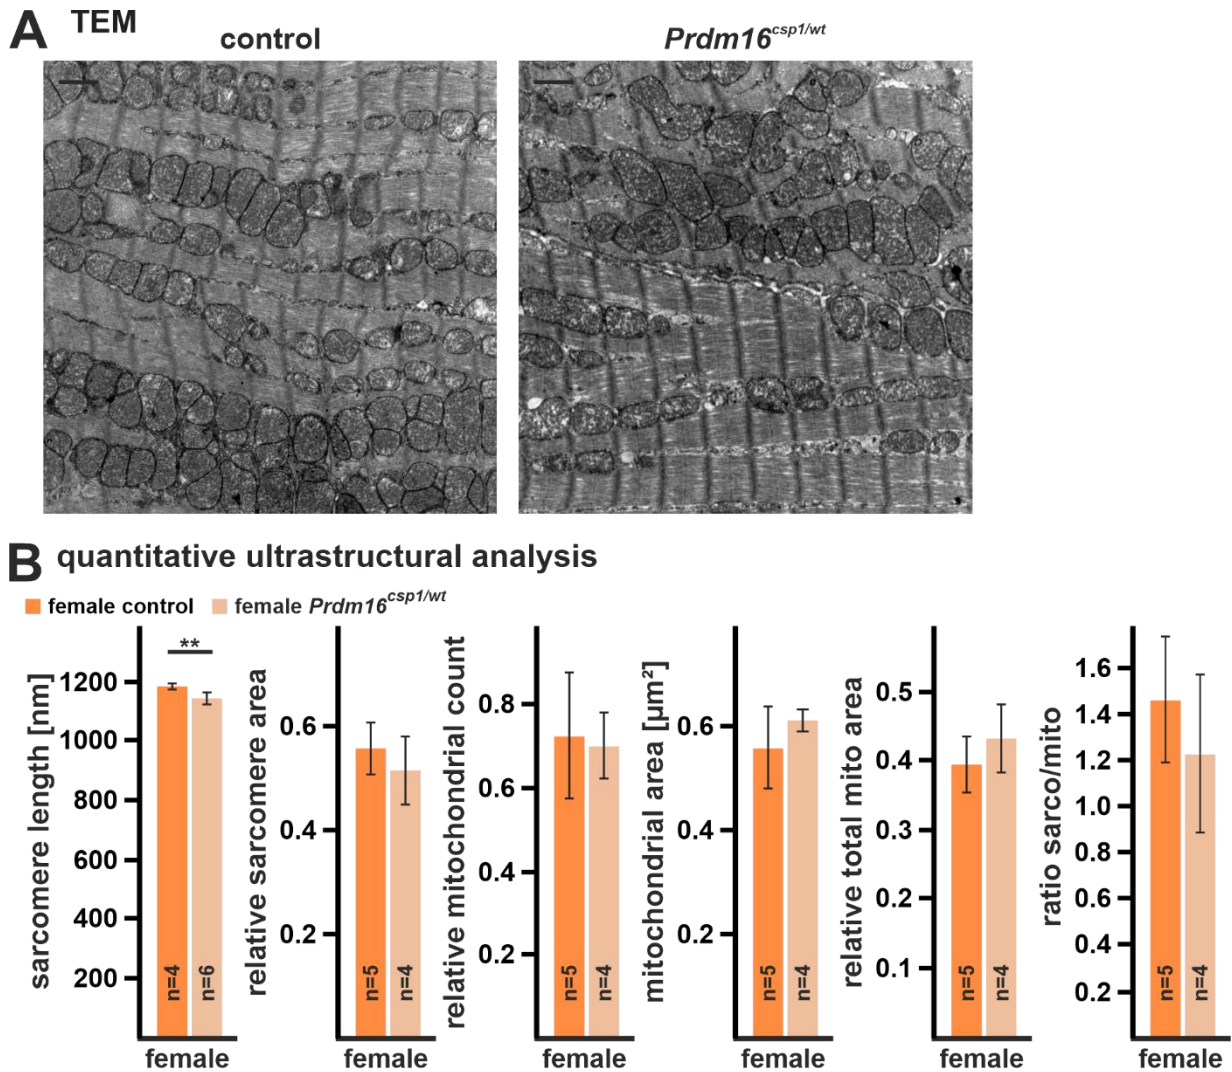 A TEM
control
Prdm16csp1/wt
B quantitative ultrastructural analysis
female control
female Prdm16csp1/wt
sarcomere length [nm]
1200
1000
800
600
400
200
**
n=4
n=6
female
relative sarcomere area
0.6
0.4
0.2
n=5
n=4
female
relative mitochondrial count
0.8
0.6
0.4
0.2
n=5
n=4
female
mitochondrial area [µm²]
0.6
0.4
0.2
n=5
n=4
female
relative total mito area
0.5
0.4
0.3
0.2
0.1
n=5
n=4
female
ratio sarco/mito
1.6
1.4
1.2
1.0
0.8
0.6
0.4
0.2
n=5
n=4
female